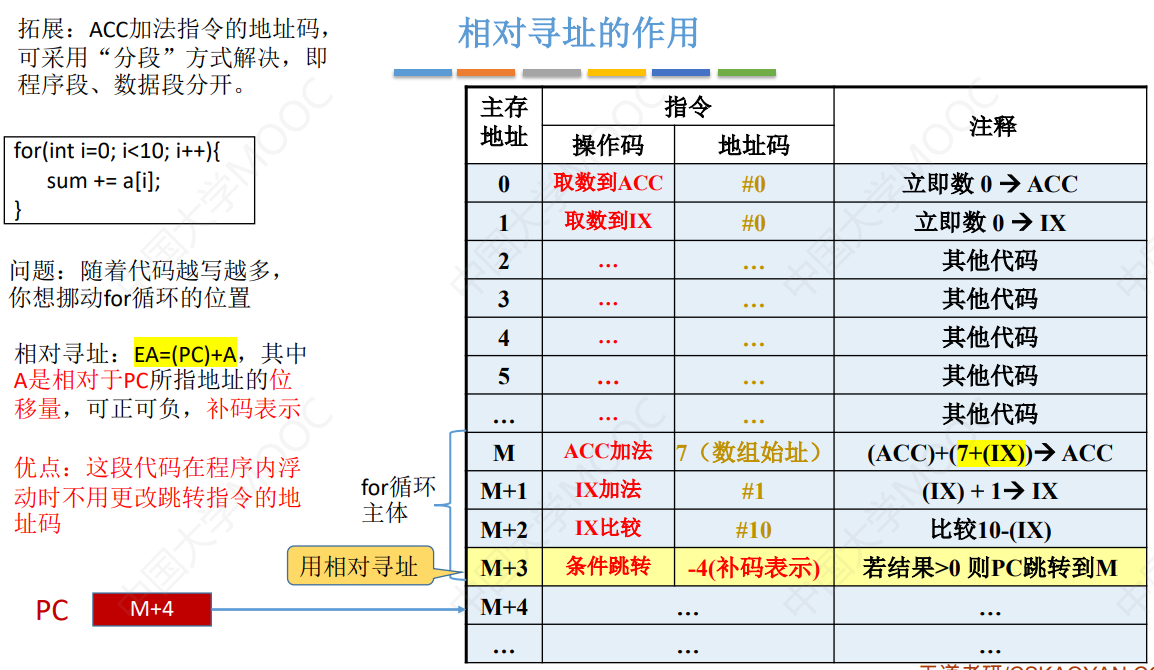 拓展：ACC加法指令的地址码，
可采用“分段”方式解决，即
程序段、数据段分开。
相对寻址的作用
for(int i=0; i<10; i++){
sum += a[i];
}
问题：随着代码越写越多，
你想挪动for循环的位置
相对寻址：EA=(PC)+A，其中
A是相对于PC所指地址的位
移量，可正可负，补码表示
优点：这段代码在程序内浮
动时不用更改跳转指令的地
址码
for循环
主体
用相对寻址
PC
M+4
主存
地址
指令
注释
操作码 地址码
0 取数到ACC #0 立即数 0 → ACC
1 取数到IX #0 立即数 0 → IX
2 … … 其他代码
3 … … 其他代码
4 … … 其他代码
5 … … 其他代码
… … … 其他代码
M ACC加法 7（数组始址） (ACC)+(7+(IX))→ ACC
M+1 IX加法 #1 (IX) + 1→ IX
M+2 IX比较 #10 比较10-(IX)
M+3 条件跳转 -4(补码表示) 若结果>0 则PC跳转到M
M+4 … …
… … …
中国大学MOOC